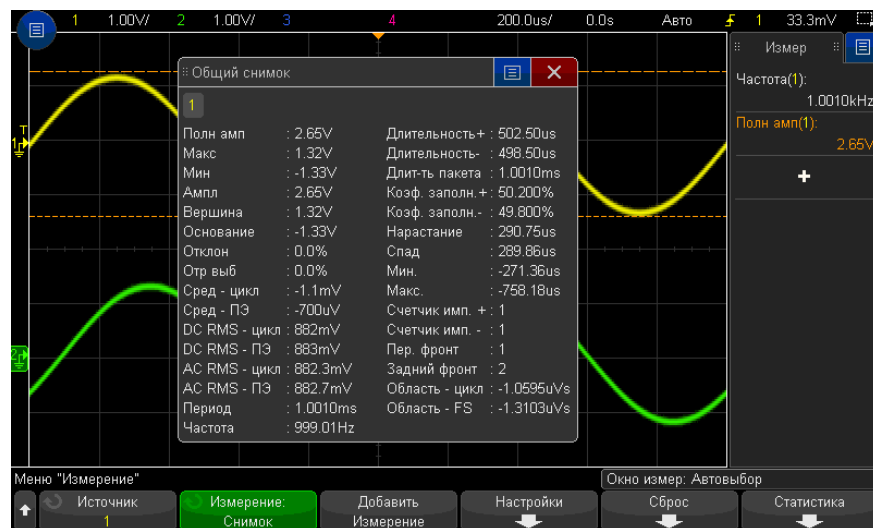 1 1.00V/ 2 1.00V/ 3 4 200.0us/ 0.0s Авто 1 33.3mV
Измер
Частота(1):
1.0010kHz
Полн амп(1):
2.65V
+
T
1
2
Общий снимок
1
Полн амп : 2.65V Длительность+ : 502.50us
Макс : 1.32V Длительность- : 498.50us
Мин : -1.33V Длит-ть пакета : 1.0010ms
Ампл : 2.65V Коэф. заполн.+ : 50.200%
Вершина : 1.32V Коэф. заполн.- : 49.800%
Основание : -1.33V Нарастание : 290.75us
Отклон : 0.0% Спад : 289.86us
Отр выб : 0.0% Мин. : -271.36us
Сред - цикл : -1.1mV Макс. : -758.18us
Сред - ПЭ : -700uV Счетчик имп. + : 1
DC RMS - цикл : 882mV Счетчик имп. - : 1
DC RMS - ПЭ : 883mV Пер. фронт : 1
AC RMS - цикл : 882.3mV Задний фронт : 2
AC RMS - ПЭ : 882.7mV Область - цикл : -1.0595uVs
Период : 1.0010ms Область - FS : -1.3103uVs
Частота : 999.01Hz
Меню "Измерение" Окно измер: Автовыбор
Источник Измерение: Добавить Настройки Сброс Статистика
1 Снимок Измерение